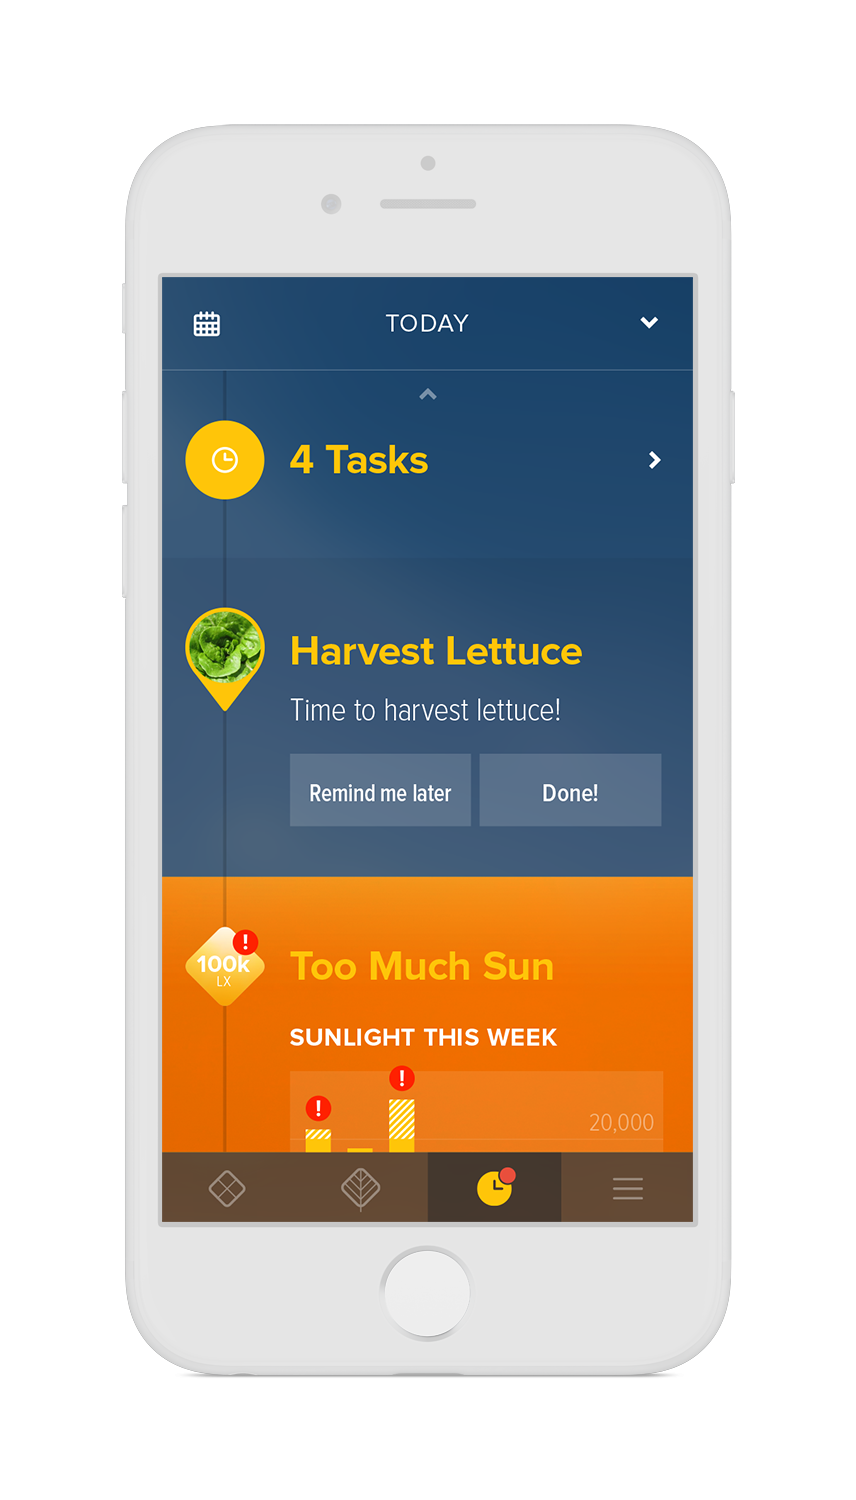 TODAY
4 Tasks
Harvest Lettuce
Time to harvest lettuce!
Remind me later
Done!
!
100k
LX
Too Much Sun
SUNLIGHT THIS WEEK
!
!
20,000